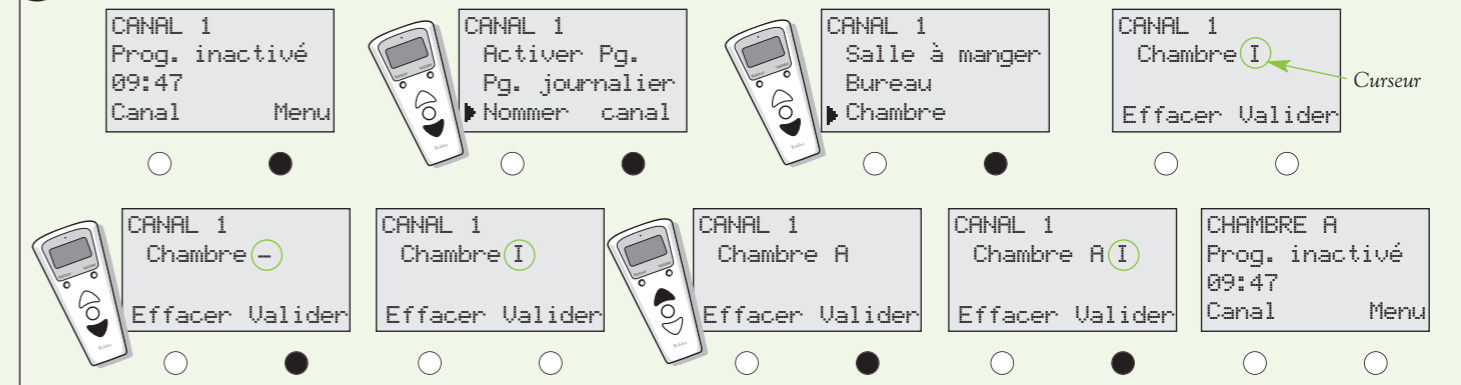 CANAL 1
Prog. inactivé
09:47
Canal Menu
CANAL 1
Activer Pg.
Pg. journalier
Nommer canal
CANAL 1
Salle à manger
Bureau
Chambre
CANAL 1
Chambre I
Effacer Valider
Curseur
CANAL 1
Chambre –
Effacer Valider
CANAL 1
Chambre I
Effacer Valider
CANAL 1
Chambre A
Effacer Valider
CANAL 1
Chambre A I
Effacer Valider
CHAMBRE A
Prog. inactivé
09:47
Canal Menu